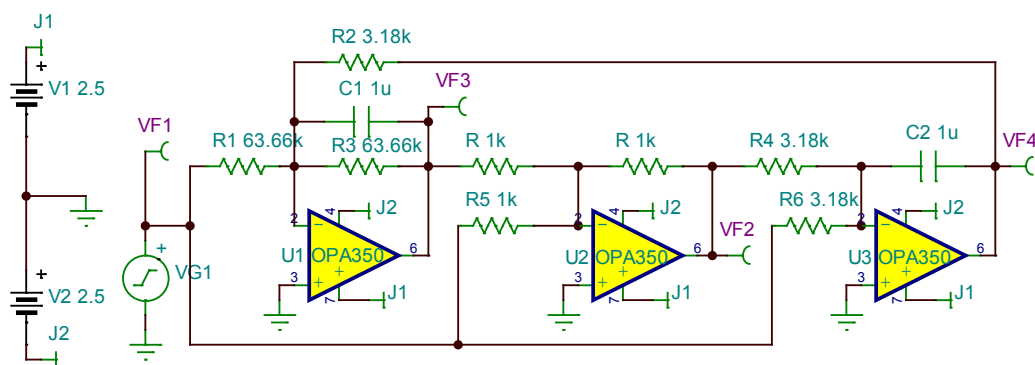 J1
+
V1 2.5
+
V2 2.5
J2
VF1
+
VG1
R2 3.18k
C1 1u
VF3
R1 63.66k
R3 63.66k
R 1k
R 1k
R4 3.18k
C2 1u
VF4
R5 1k
R6 3.18k
2
4
J2
U1
OPA350
6
3
+
+
7
J1
2
4
J2
U2
OPA350
6
VF2
3
+
+
7
J1
2
4
J2
U3
OPA350
6
3
+
+
7
J1